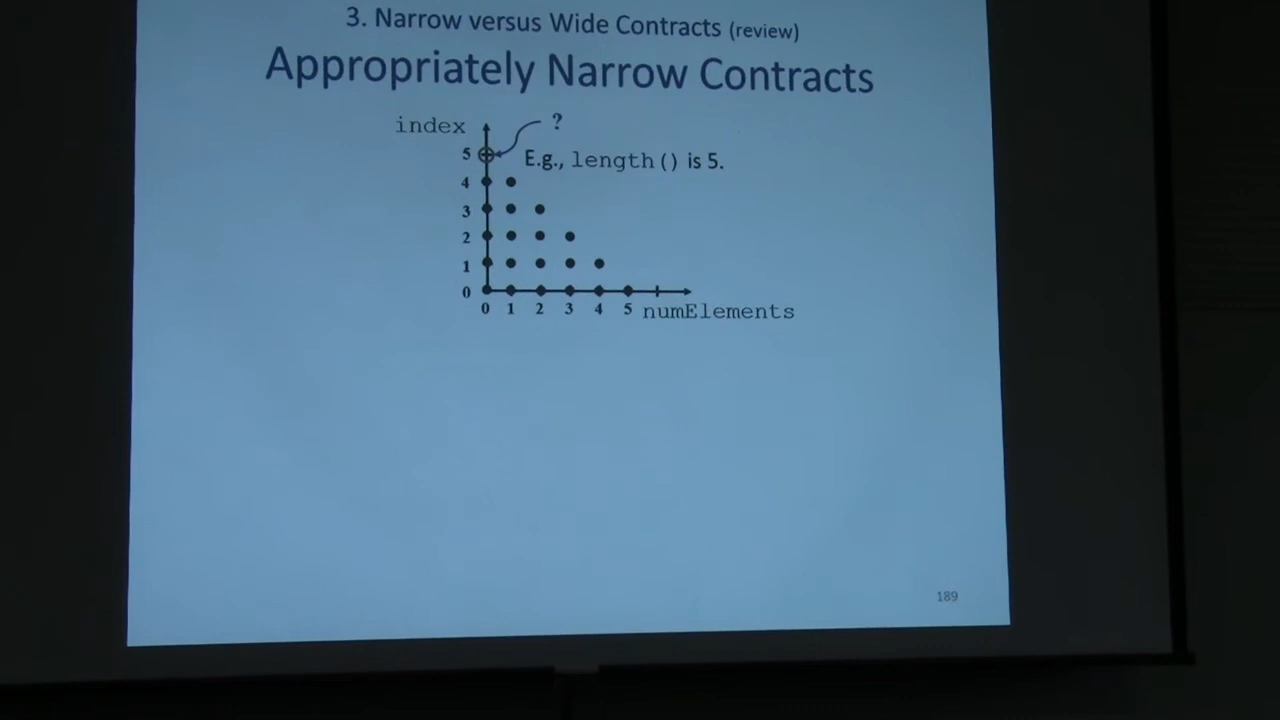 3. Narrow versus Wide Contracts (review)
Appropriately Narrow Contracts
index
?
5
E.g., length() is 5.
4
3
2
1
0
0 1 2 3 4 5 numElements
189